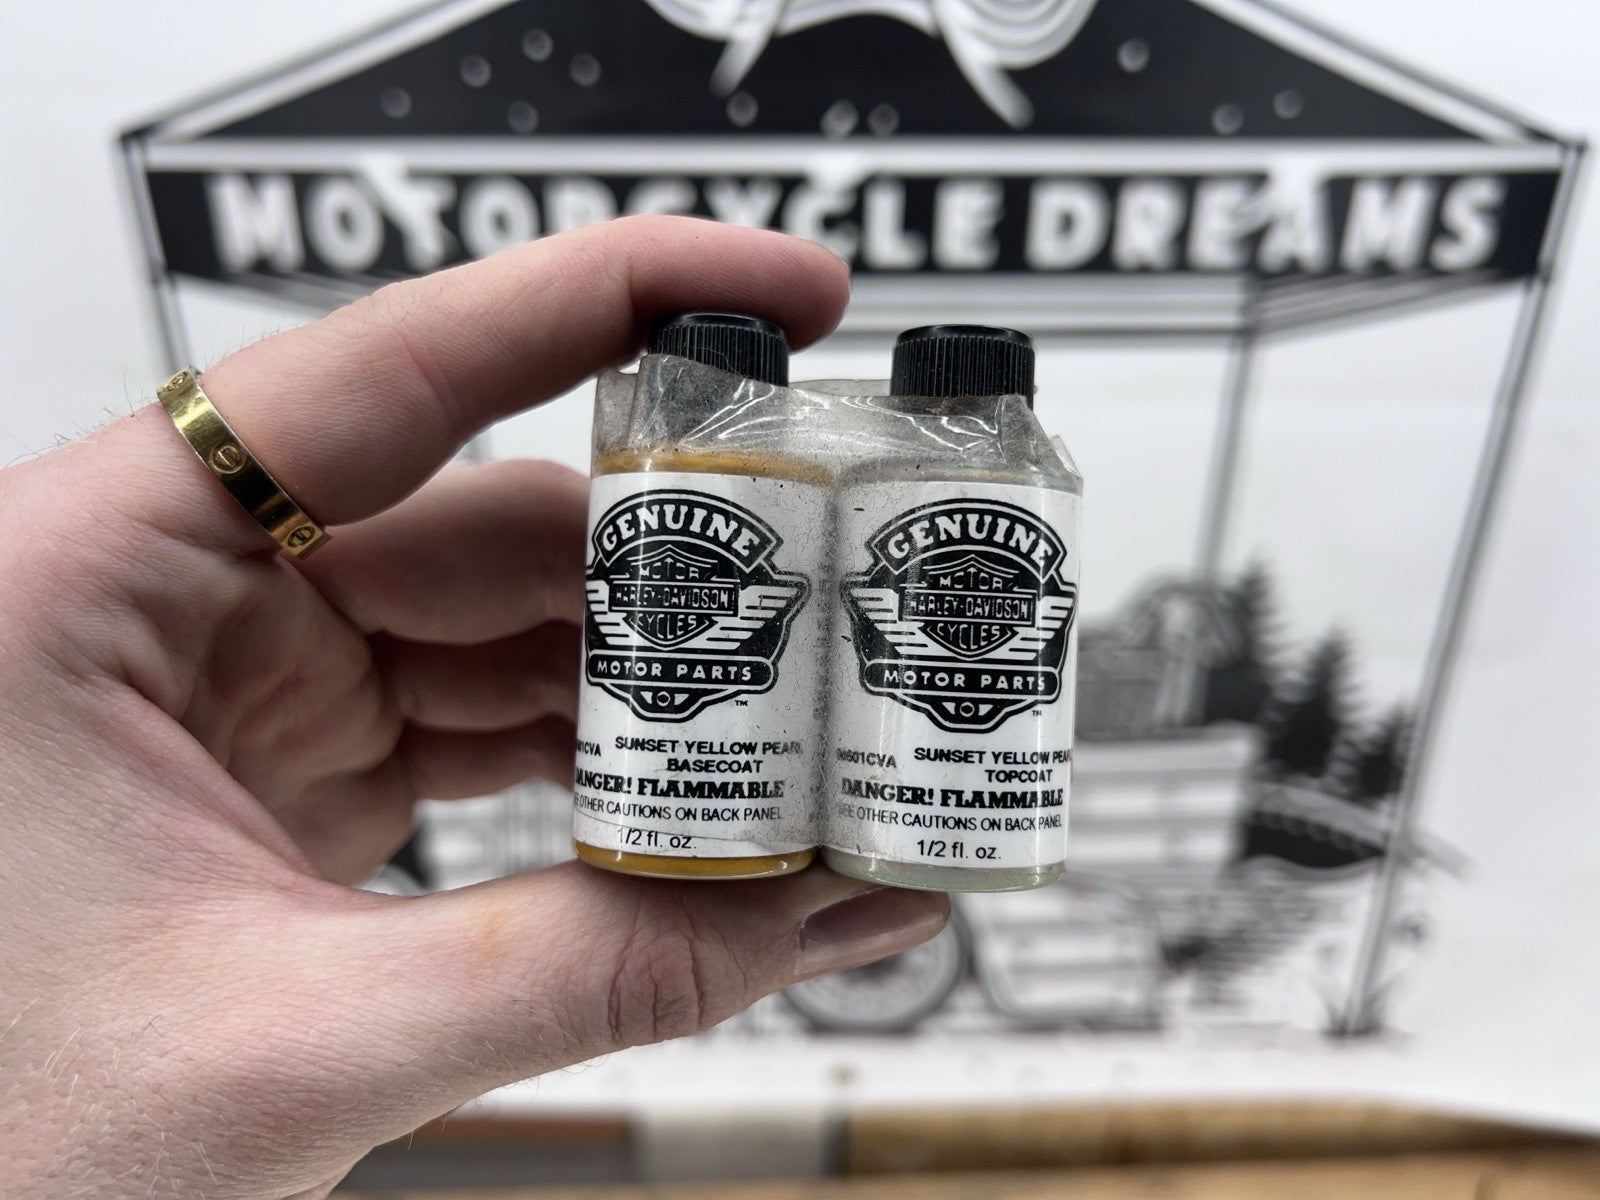 MOTORCYCLE DREAMS
GENUINE
MOTOR
HARLEY-DAVIDSON
CYCLES
MOTOR PARTS
TM
SUNSET YELLOW PEARL
BASECOAT
DANGER! FLAMMABLE
SEE OTHER CAUTIONS ON BACK PANEL
1/2 fl. oz.
GENUINE
MOTOR
HARLEY-DAVIDSON
CYCLES
MOTOR PARTS
TM
SUNSET YELLOW PEARL
TOPCOAT
DANGER! FLAMMABLE
SEE OTHER CAUTIONS ON BACK PANEL
1/2 fl. oz.